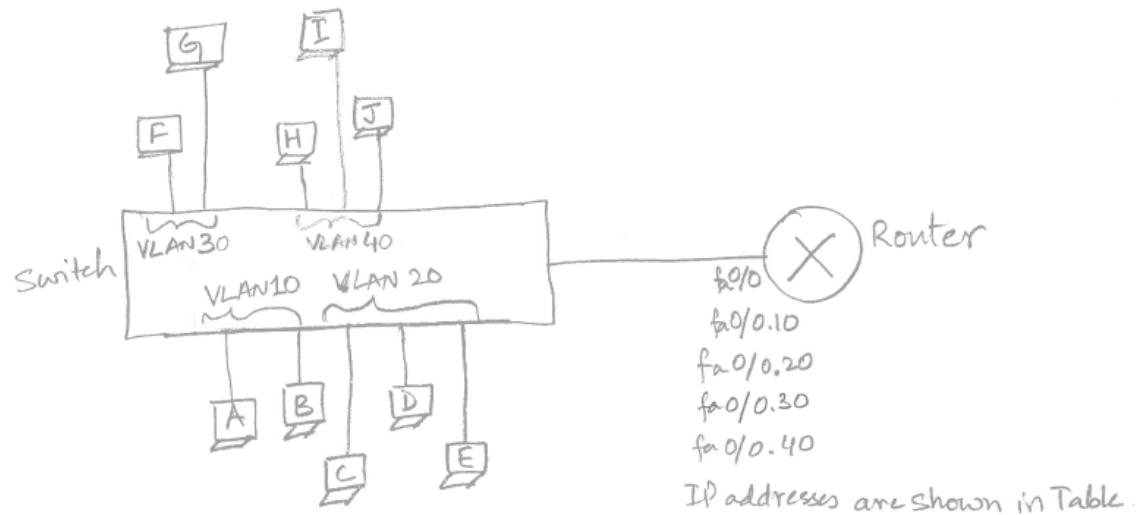 G
I
F
H
J
VLAN30
VLAN40
Switch
VLAN10
VLAN 20
Router
fa0/0
fa0/0.10
fa0/0.20
fa0/0.30
fa0/0.40
A
B
C
D
E
IP addresses are shown in Table.